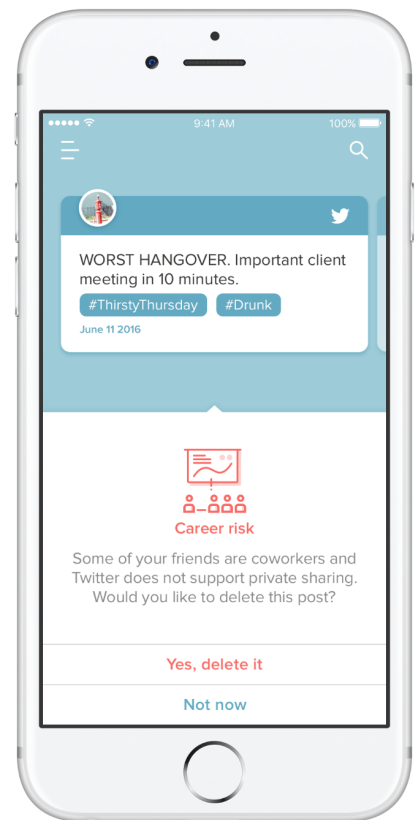 9:41 AM
100%
WORST HANGOVER. Important client
meeting in 10 minutes.
#ThirstyThursday #Drunk
June 11 2016
Career risk
Some of your friends are coworkers and
Twitter does not support private sharing.
Would you like to delete this post?
Yes, delete it
Not now